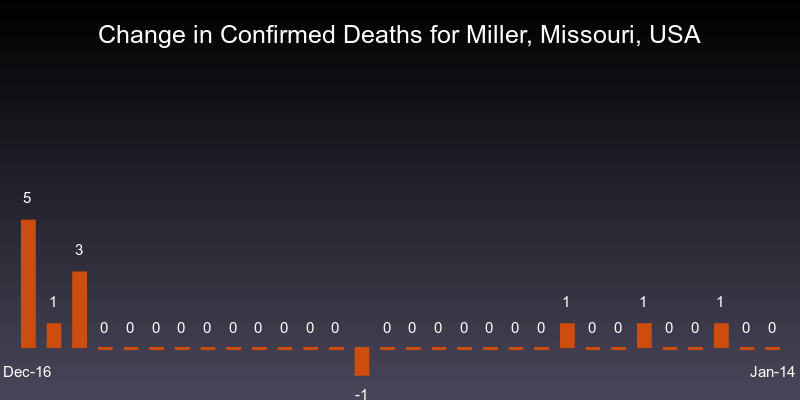 Change in Confirmed Deaths for Miller, Missouri, USA
5
3
1 1 1 1
0 0 0 0 0 0 0 0 0 0 0 0 0 0 0 0 0 0 0 0 0 0 0
Dec-16 Jan-14
-1